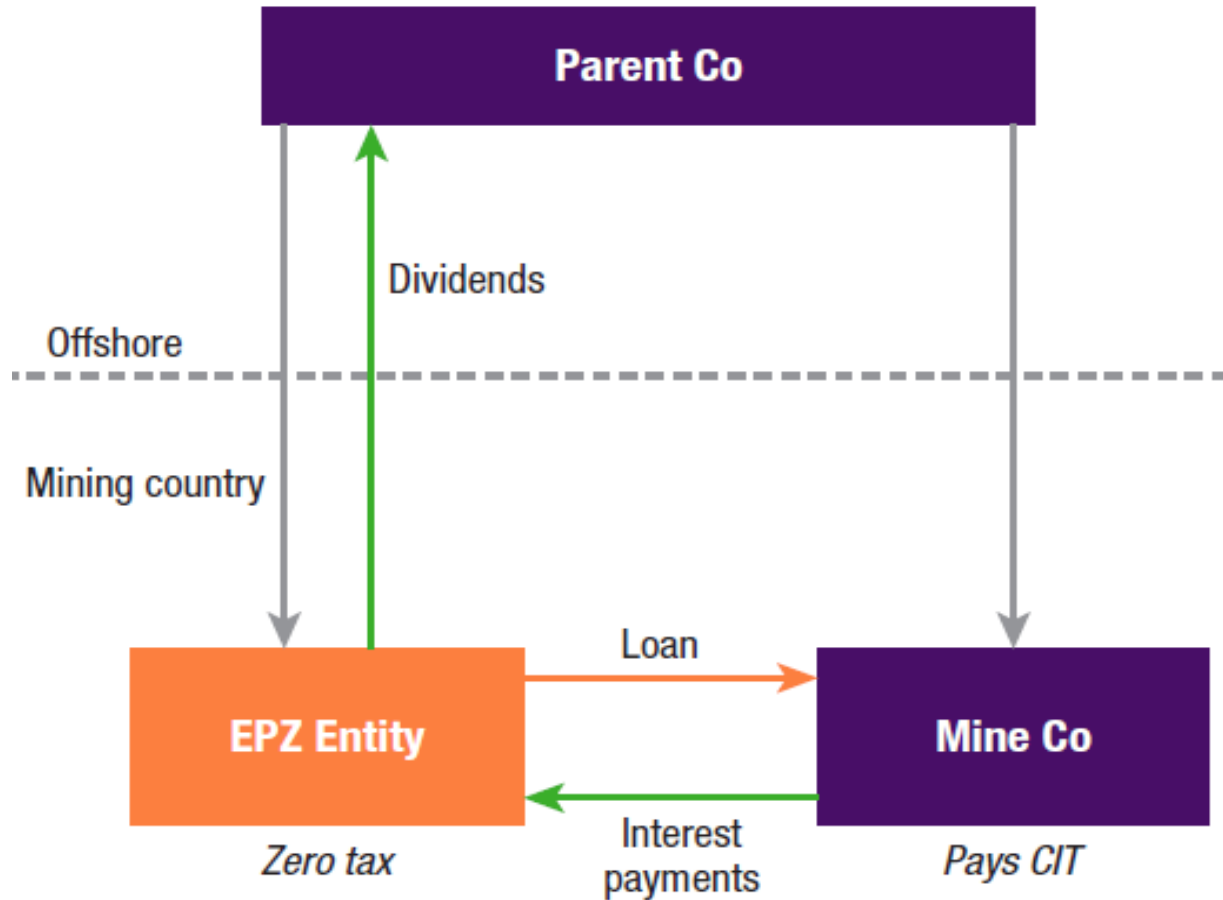 Parent Co
Dividends
Offshore
Mining country
Loan
EPZ Entity
Mine Co
Interest
payments
Zero tax
Pays CIT